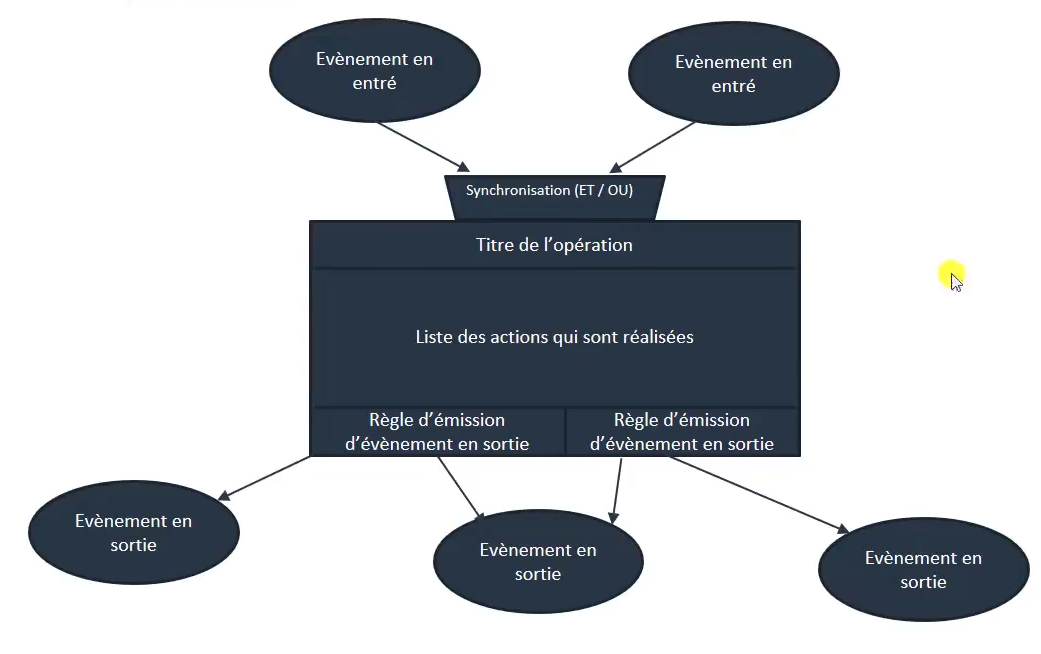 Evènement en
entré
Evènement en
entré
Synchronisation (ET / OU)
Titre de l’opération
Liste des actions qui sont réalisées
Règle d’émission
d’évènement en sortie
Règle d’émission
d’évènement en sortie
Evènement en
sortie
Evènement en
sortie
Evènement en
sortie